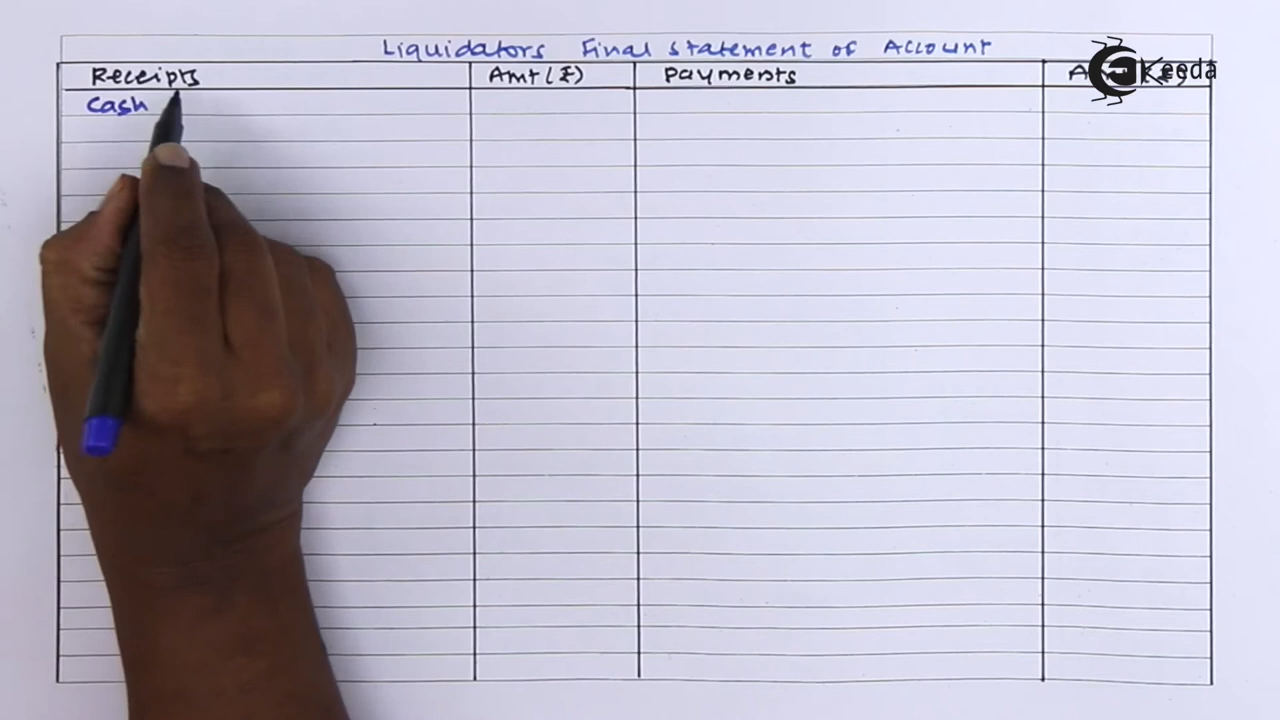 Liquidators Final Statement of Account
Receipts Amt (₹) Payments
Keeda
Cash